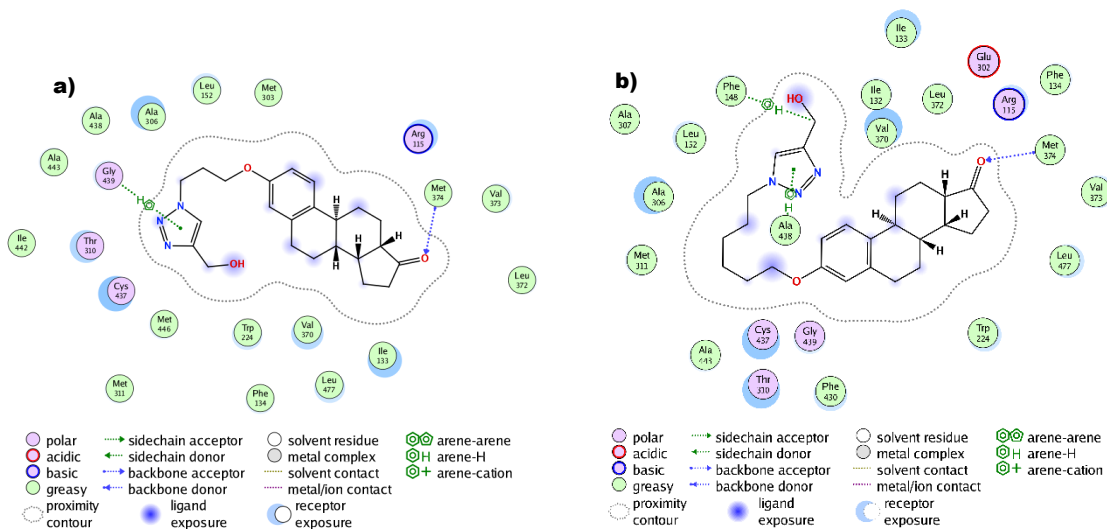 a)
Leu
152
Met
303
Ala
306
Ala
438
Arg
115
Ala
443
Gly
439
H
O
Met
374
Val
373
N
N
N
H
H
H
H
O
OH
Ile
442
Thr
310
Cys
437
Leu
372
Met
446
Trp
224
Val
370
Ile
133
Met
311
Phe
134
Leu
477
polar
acidic
basic
greasy
proximity
contour
sidechain acceptor
sidechain donor
backbone acceptor
backbone donor
ligand
exposure
solvent residue
metal complex
solvent contact
metal/ion contact
receptor
exposure
arene-arene
H arene-H
+ arene-cation
b)
Ile
133
Glu
302
Phe
148
HO
Ile
132
Leu
372
Phe
134
Arg
115
Ala
307
H
Leu
152
Val
370
Met
374
O
N
N
N
H
Val
373
Ala
306
H
Ala
438
H
H
H
Met
311
O
Leu
477
Cys
437
Gly
439
Trp
224
Ala
443
Thr
310
Phe
430
polar
acidic
basic
greasy
proximity
contour
sidechain acceptor
sidechain donor
backbone acceptor
backbone donor
ligand
exposure
solvent residue
metal complex
solvent contact
metal/ion contact
receptor
exposure
arene-arene
H arene-H
+ arene-cation